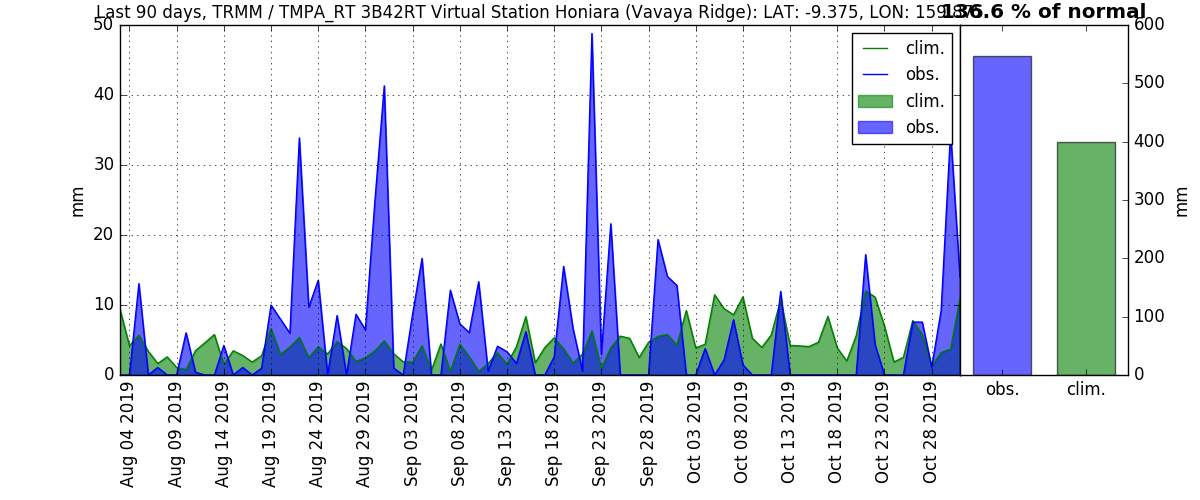 Last 90 days, TRMM / TMPA_RT 3B42RT Virtual Station Honiara (Vavaya Ridge): LAT: -9.375, LON:
136.6 % of normal
50
40
30
20
10
0
mm
clim.
obs.
clim.
obs.
600
500
400
300
200
100
0
mm
obs.
clim.
Aug 04 2019
Aug 09 2019
Aug 14 2019
Aug 19 2019
Aug 24 2019
Aug 29 2019
Sep 03 2019
Sep 08 2019
Sep 13 2019
Sep 18 2019
Sep 23 2019
Sep 28 2019
Oct 03 2019
Oct 08 2019
Oct 13 2019
Oct 18 2019
Oct 23 2019
Oct 28 2019